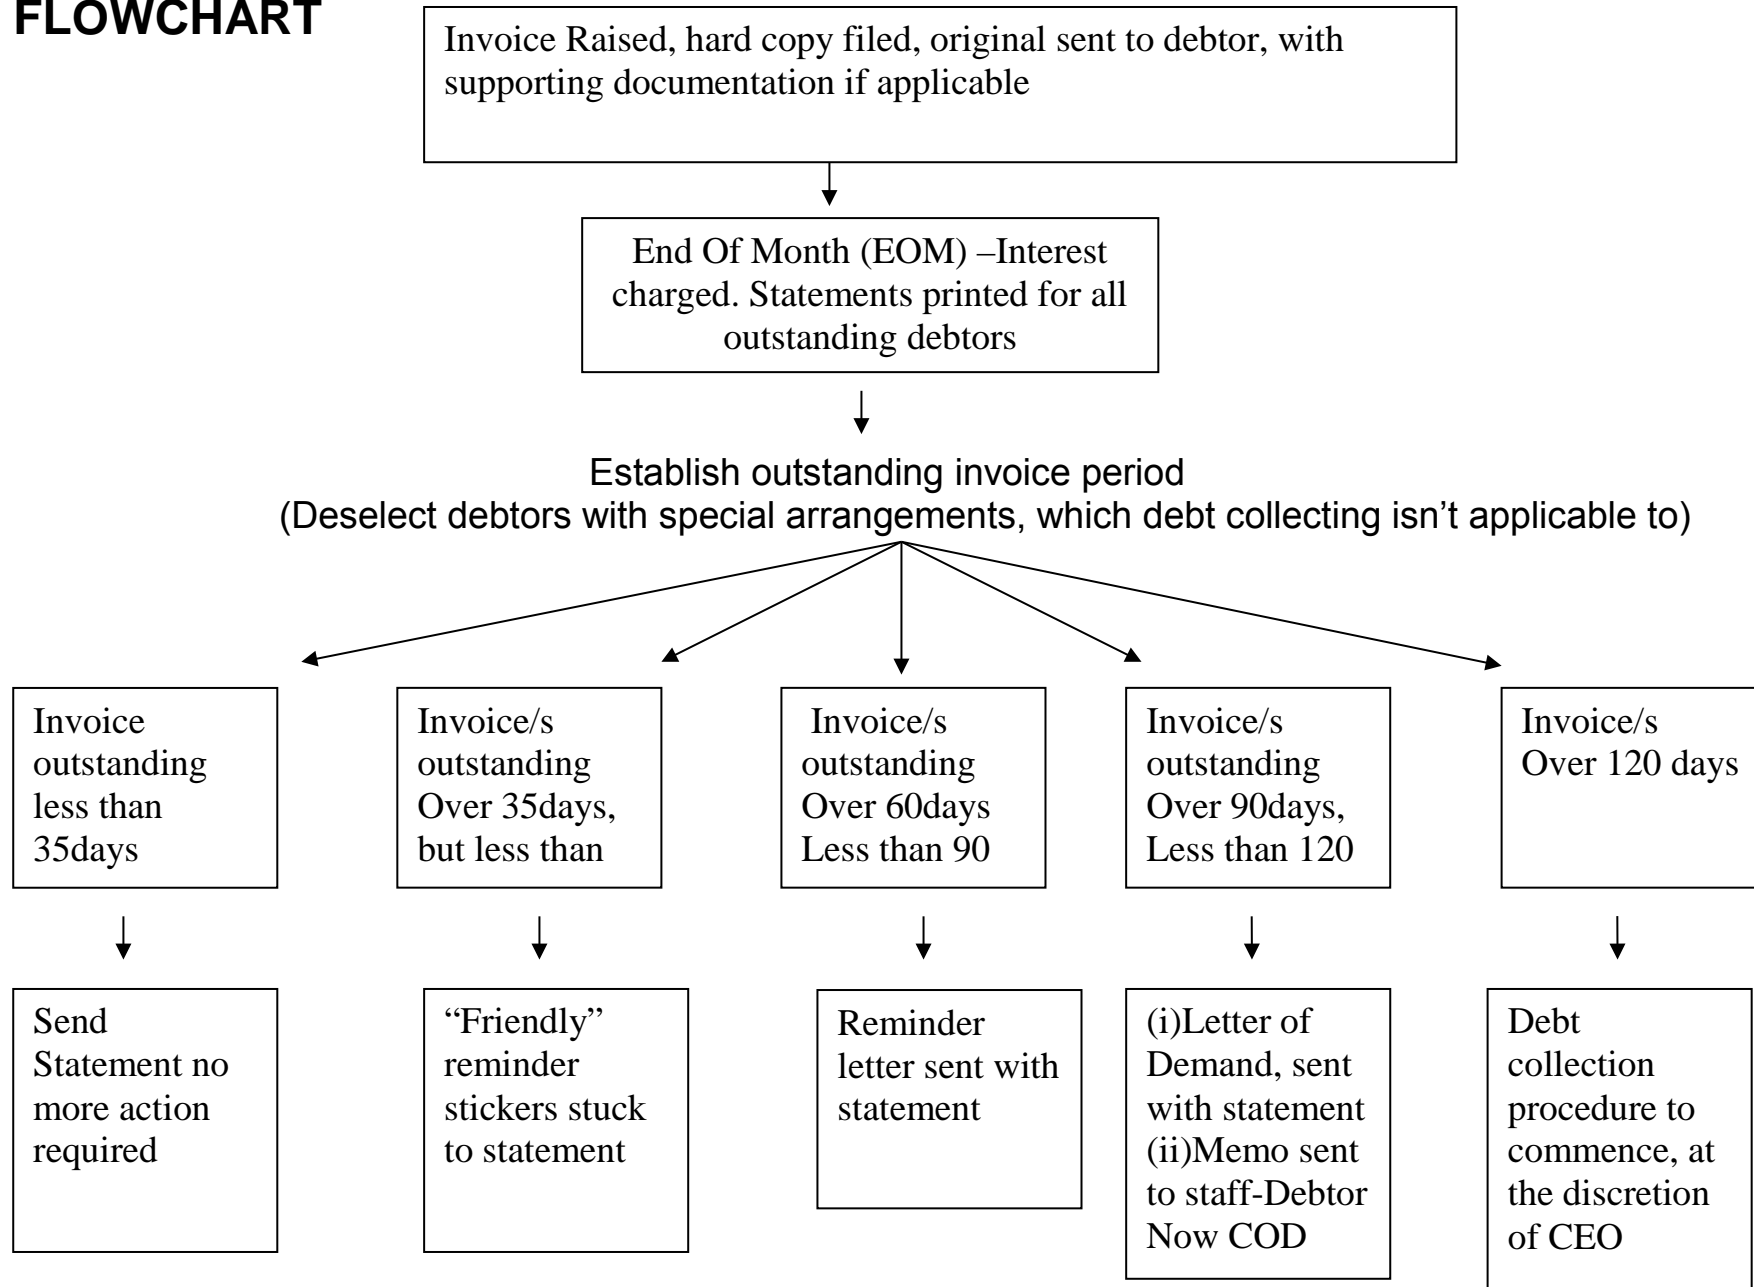 FLOWCHART
Invoice Raised, hard copy filed, original sent to debtor, with
supporting documentation if applicable
End Of Month (EOM) –Interest
charged. Statements printed for all
outstanding debtors
Establish outstanding invoice period
(Deselect debtors with special arrangements, which debt collecting isn’t applicable to)
Invoice
outstanding
less than
35days
Invoice/s
outstanding
Over 35days,
but less than
Invoice/s
outstanding
Over 60days
Less than 90
Invoice/s
outstanding
Over 90days,
Less than 120
Invoice/s
Over 120 days
Send
Statement no
more action
required
“Friendly”
reminder
stickers stuck
to statement
Reminder
letter sent with
statement
(i)Letter of
Demand, sent
with statement
(ii)Memo sent
to staff-Debtor
Now COD
Debt
collection
procedure to
commence, at
the discretion
of CEO